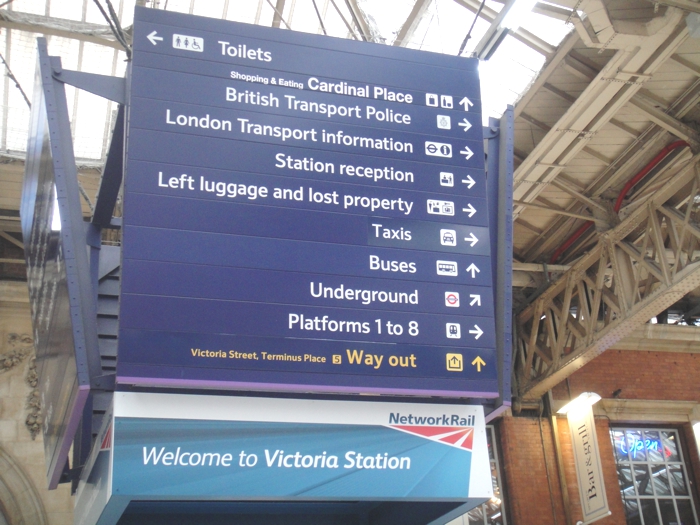 Toilets
Shopping & Eating Cardinal Place
British Transport Police
London Transport information
Station reception
Left luggage and lost property
Taxis
Buses
Underground
Platforms 1 to 8
Victoria Street, Terminus Place S Way out
NetworkRail
Welcome to Victoria Station
Bar & grill
Open